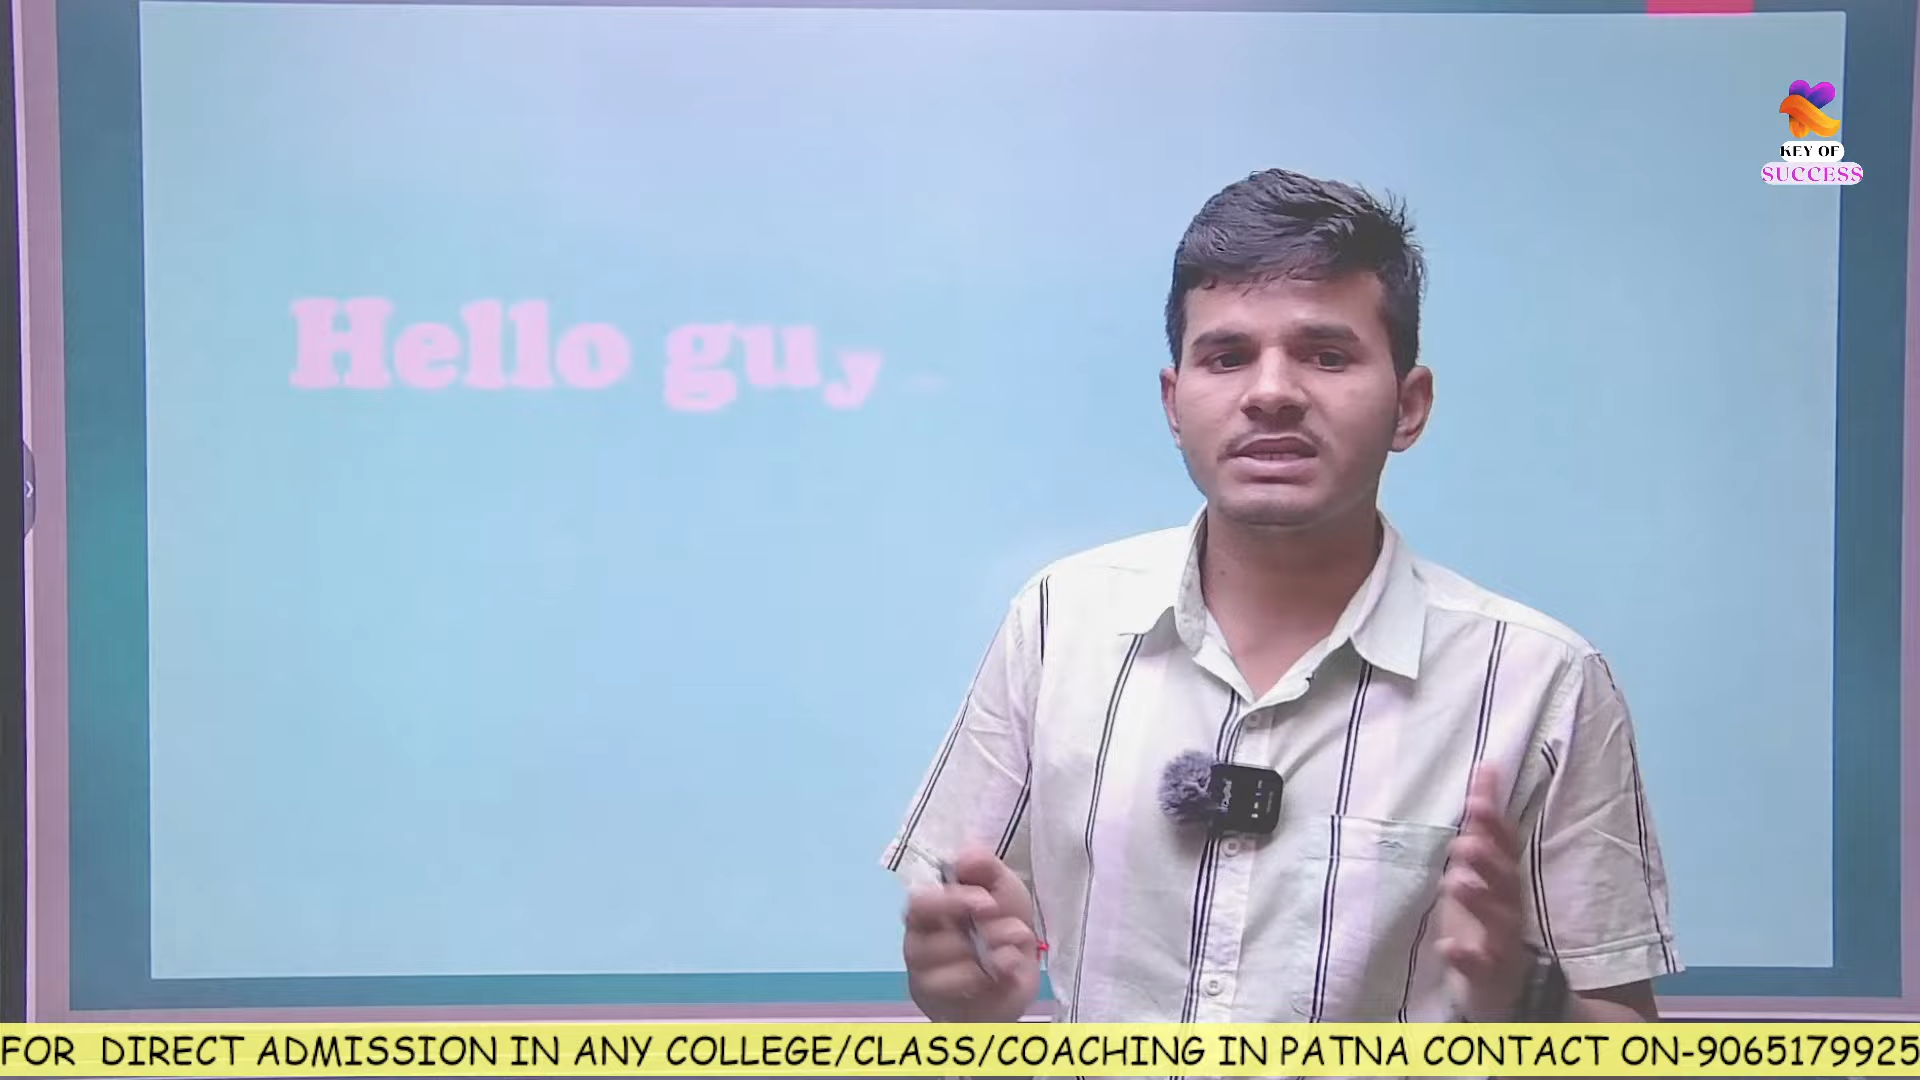 Hello guy
KEY OF
SUCCESS
FOR DIRECT ADMISSION IN ANY COLLEGE/CLASS/COACHING IN PATNA CONTACT ON-9065179925